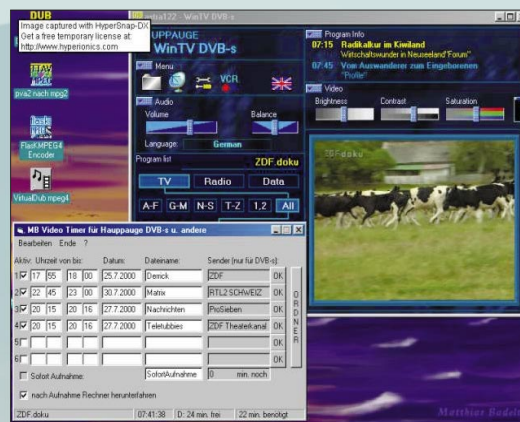 DUB
Image captured with HyperSnap-DX
Get a free temporary license at:
http://www.hyperionics.com
pva2 nach mpg2
FlasKMPEG4
Encoder
VirtualDub mpeg4
virtua122 - WinTV DVB-s
HAUPPAUGE
WinTV DVB-s
Menu
VCR
Audio
Volume
Balance
Language:
German
Program list
ZDF.doku
TV
Radio
Data
A-F
G-M
N-S
T-Z
1,2
All
Program Info
07:15 Radikalkur im Kiwiland
Wirtschaftswunder in Neuseeland"Forum"
07:45 Vom Auswanderer zum Eingeborenen
"Profile"
Video
Brightness
Contrast
Saturation
ZDFdoku
MB Video Timer für Hauppauge DVB-s u. andere
Bearbeiten Ende ?
Aktiv: Uhrzeit von bis: Datum: Dateiname: Sender (nur für DVB-s):
1 17 55 18 00 25.7.2000 Derrick ZDF OK
2 22 45 23 00 30.7.2000 Matrix RTL2 SCHWEIZ OK
3 20 15 20 16 27.7.2000 Nachrichten ProSieben OK
4 20 15 20 16 27.7.2000 Teletubbies ZDF Theaterkanal OK
5 OK
6 OK
ORDNER
Sofort Aufnahme: SofortAufnahme 0 min. noch
nach Aufnahme Rechner herunterfahren
ZDF.doku 07:41:38 D: 24 min. frei 22 min. benötigt